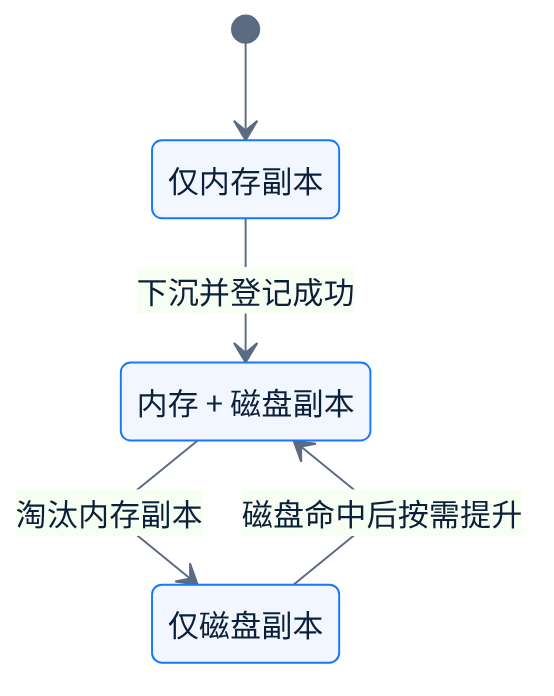 仅内存副本
下沉并登记成功
内存 + 磁盘副本
淘汰内存副本
磁盘命中后按需提升
仅磁盘副本